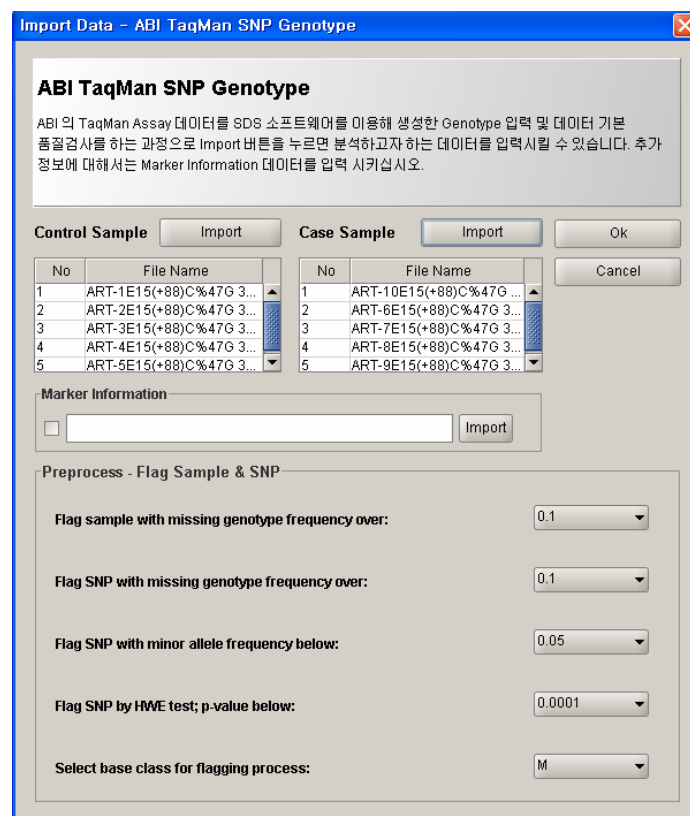 Import Data - ABI TaqMan SNP Genotype
ABI TaqMan SNP Genotype
ABI 의 TaqMan Assay 데이터를 SDS 소프트웨어를 이용해 생성한 Genotype 입력 및 데이터 기본
품질검사를 하는 과정으로 Import 버튼을 누르면 분석하고자 하는 데이터를 입력시킬 수 있습니다. 추가
정보에 대해서는 Marker Information 데이터를 입력 시키십시오.
Control Sample Import Case Sample Import Ok
No File Name No File Name Cancel
1 ART-1E15(+88)C%47G 3... 1 ART-10E15(+88)C%47G ...
2 ART-2E15(+88)C%47G 3... 2 ART-6E15(+88)C%47G 3...
3 ART-3E15(+88)C%47G 3... 3 ART-7E15(+88)C%47G 3...
4 ART-4E15(+88)C%47G 3... 4 ART-8E15(+88)C%47G 3...
5 ART-5E15(+88)C%47G 3... 5 ART-9E15(+88)C%47G 3...
Marker Information
Import
Preprocess - Flag Sample & SNP
Flag sample with missing genotype frequency over: 0.1
Flag SNP with missing genotype frequency over: 0.1
Flag SNP with minor allele frequency below: 0.05
Flag SNP by HWE test; p-value below: 0.0001
Select base class for flagging process: M